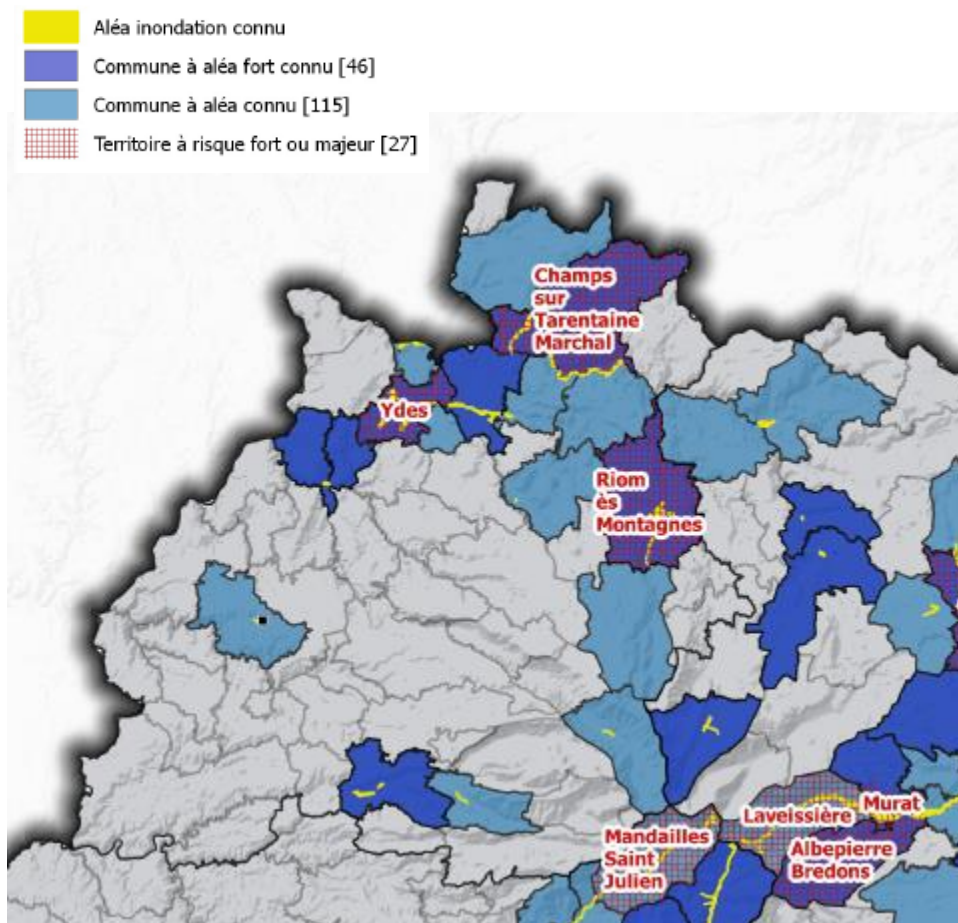 Aléa inondation connu
Commune à aléa fort connu [46]
Commune à aléa connu [115]
Territoire à risque fort ou majeur [27]
Champs
sur
Tarentaine
Marchal
Ydes
Riom
ès
Montagnes
Laveissière
Murat
Mandailles
Saint
Julien
Albepierre
Bredons